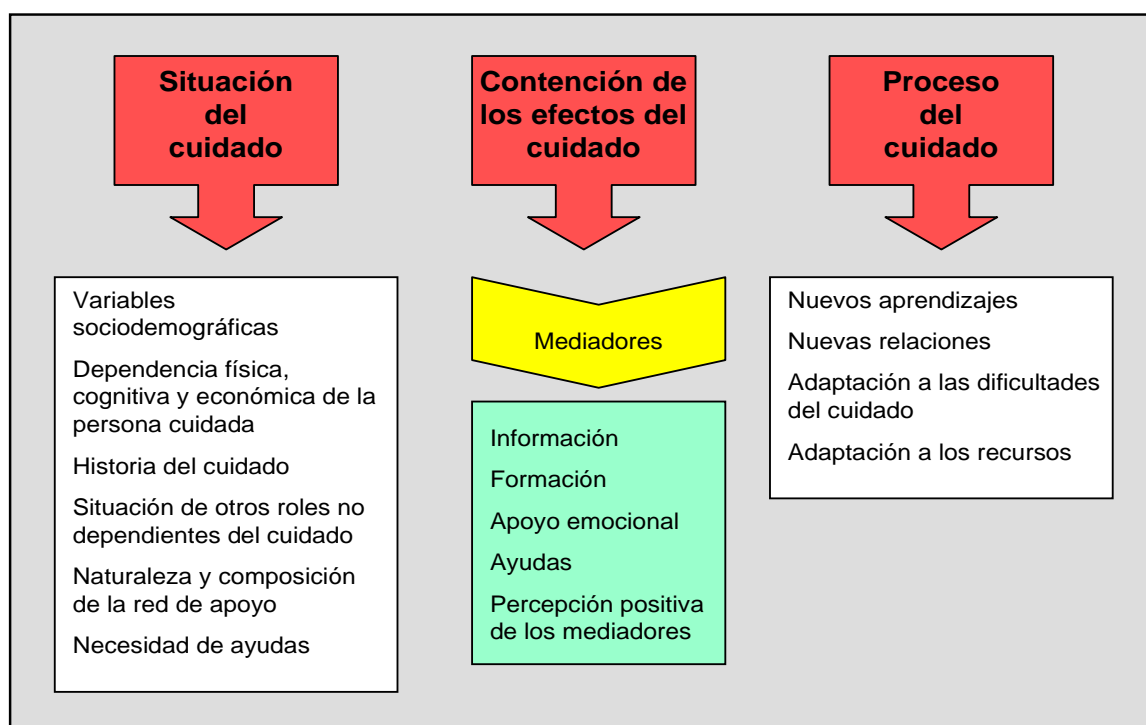 Situación
del
cuidado
Variables
sociodemográficas
Dependencia física,
cognitiva y económica de la
persona cuidada
Historia del cuidado
Situación de otros roles no
dependientes del cuidado
Naturaleza y composición
de la red de apoyo
Necesidad de ayudas
Contención de
los efectos del
cuidado
Mediadores
Información
Formación
Apoyo emocional
Ayudas
Percepción positiva
de los mediadores
Proceso
del
cuidado
Nuevos aprendizajes
Nuevas relaciones
Adaptación a las dificultades
del cuidado
Adaptación a los recursos